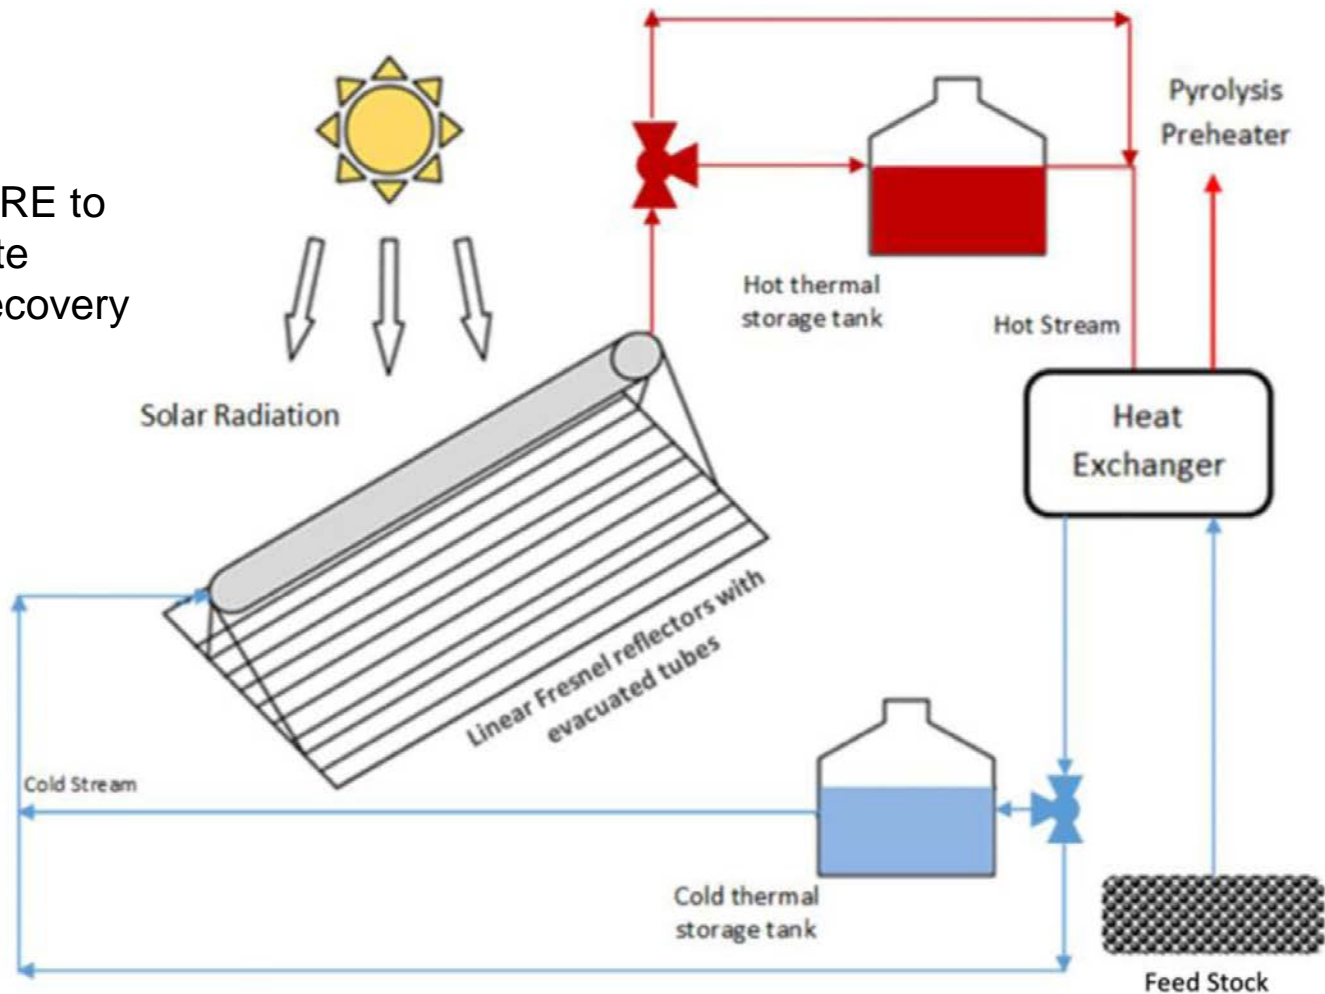 RE to
te
ecovery
Pyrolysis
Preheater
Hot thermal
storage tank
Hot Stream
Solar Radiation
Heat
Exchanger
Linear Fresnel reflectors with
evacuated tubes
Cold Stream
Cold thermal
storage tank
Feed Stock